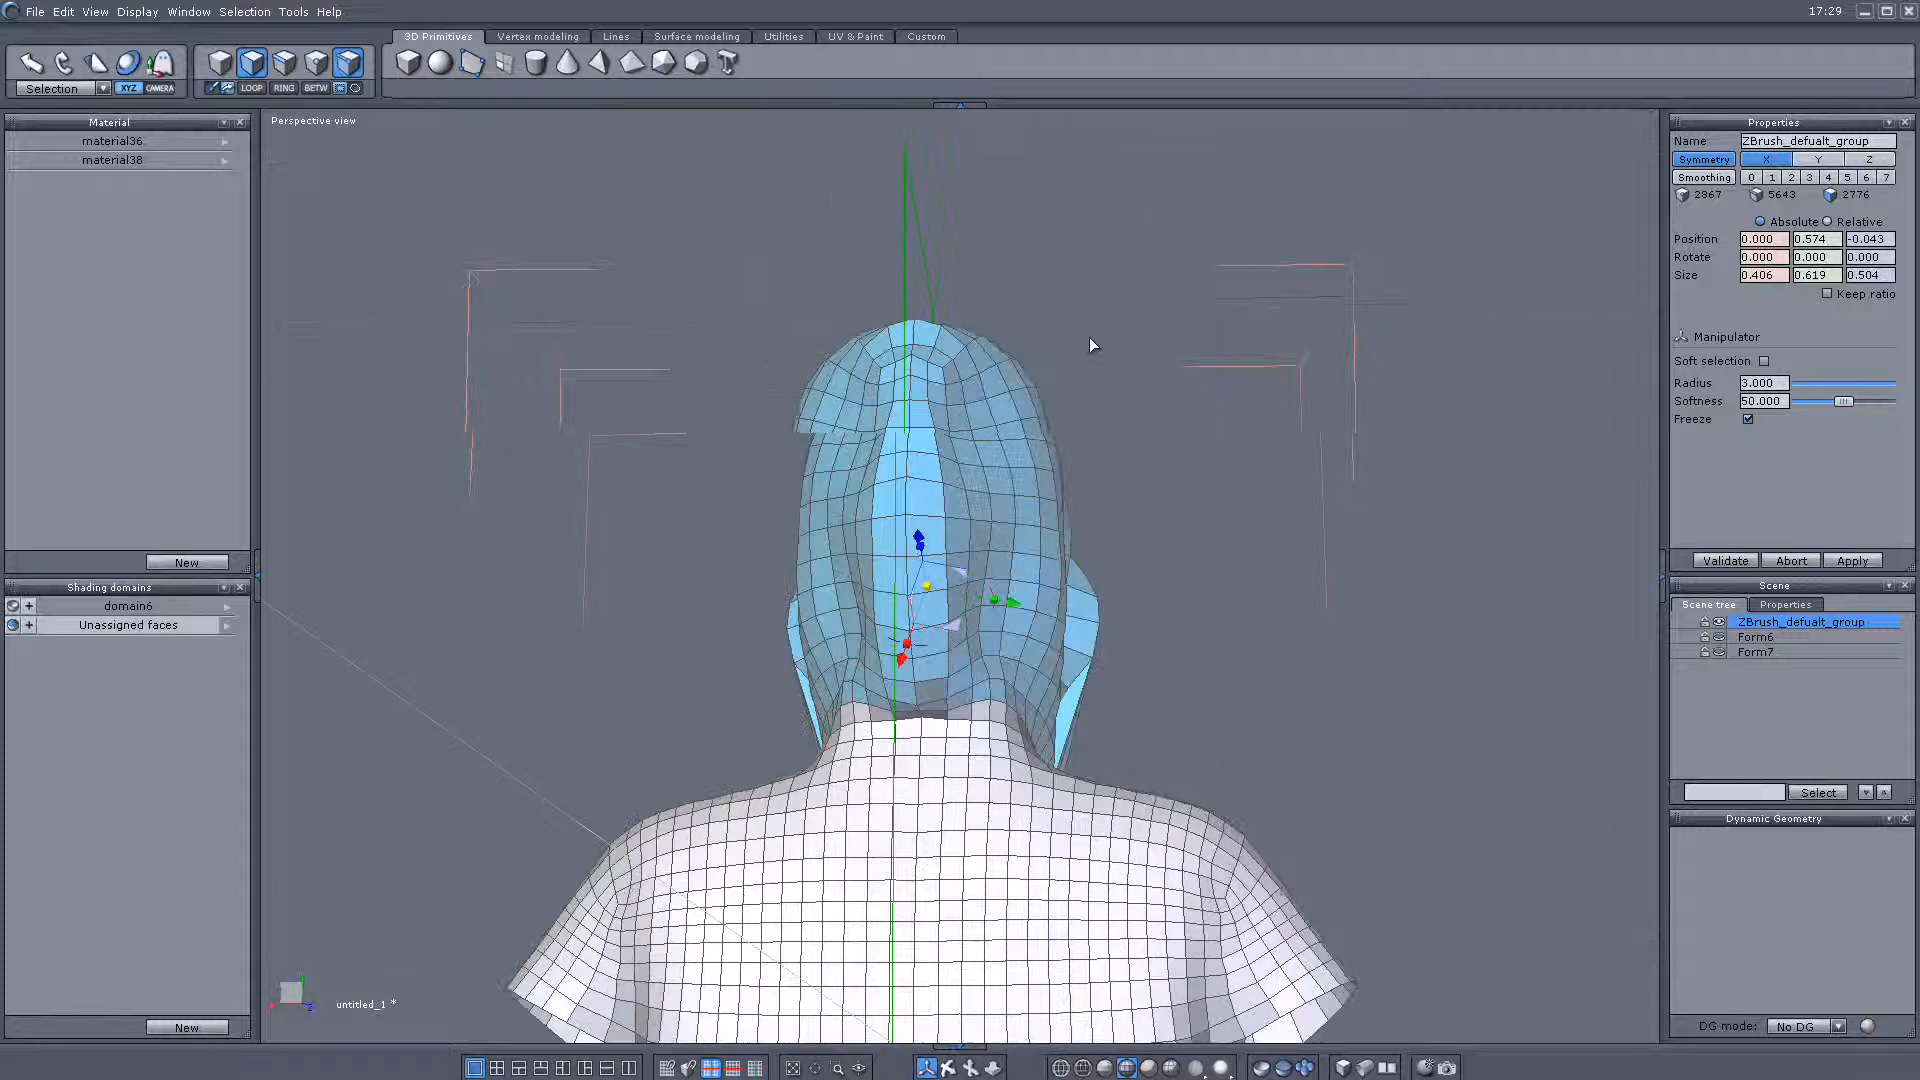 File Edit View Display Window Selection Tools Help
17:29
3D Primitives Vertex modeling Lines Surface modeling Utilities UV & Paint Custom
Selection XYZ CAMERA LOOP RING BETW
Material
material36
material38
New
Shading domains
domain6
Unassigned faces
New
Perspective view
untitled_1 *
Properties
Name ZBrush_defualt_group
Symmetry X Y Z
Smoothing 0 1 2 3 4 5 6 7
2867 5643 2776
Absolute Relative
Position 0.000 0.574 -0.043
Rotate 0.000 0.000 0.000
Size 0.406 0.619 0.504
Keep ratio
Manipulator
Soft selection
Radius 3.000
Softness 50.000
Freeze
Validate Abort Apply
Scene
Scene tree Properties
ZBrush_defualt_group
Form6
Form7
Select
Dynamic Geometry
DG mode: No DG